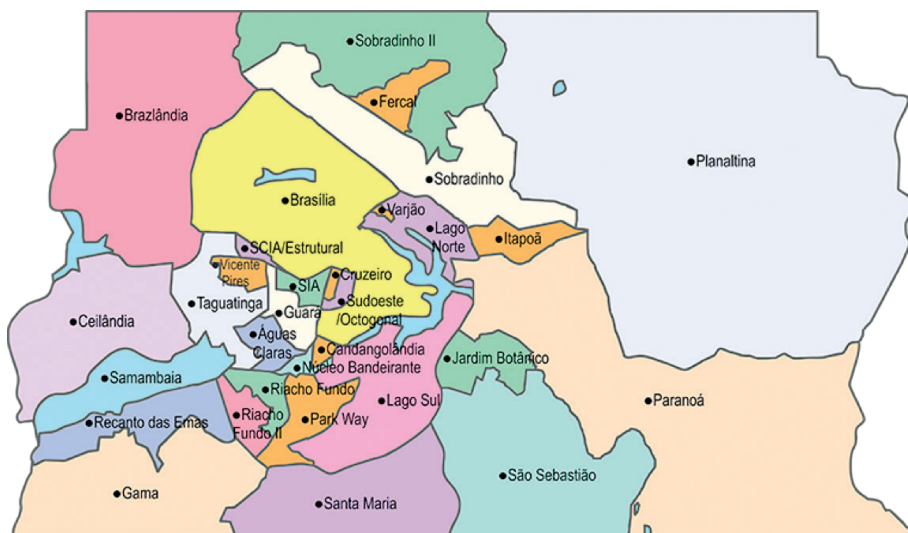 Sobradinho II
Fercal
Brazlândia
Planaltina
Sobradinho
Brasília
Varjão
Lago
Norte
Itapoã
SCIA/Estrutural
Vicente
Pires
Cruzeiro
SIA
Taguatinga
Sudoeste
/Octogonal
Guará
Ceilândia
Águas
Claras
Candangolândia
Jardim Botânico
Núcleo Bandeirante
Samambaia
Riacho Fundo
Lago Sul
Paranoá
Riacho
Fundo II
Park Way
Recanto das Emas
São Sebastião
Gama
Santa Maria